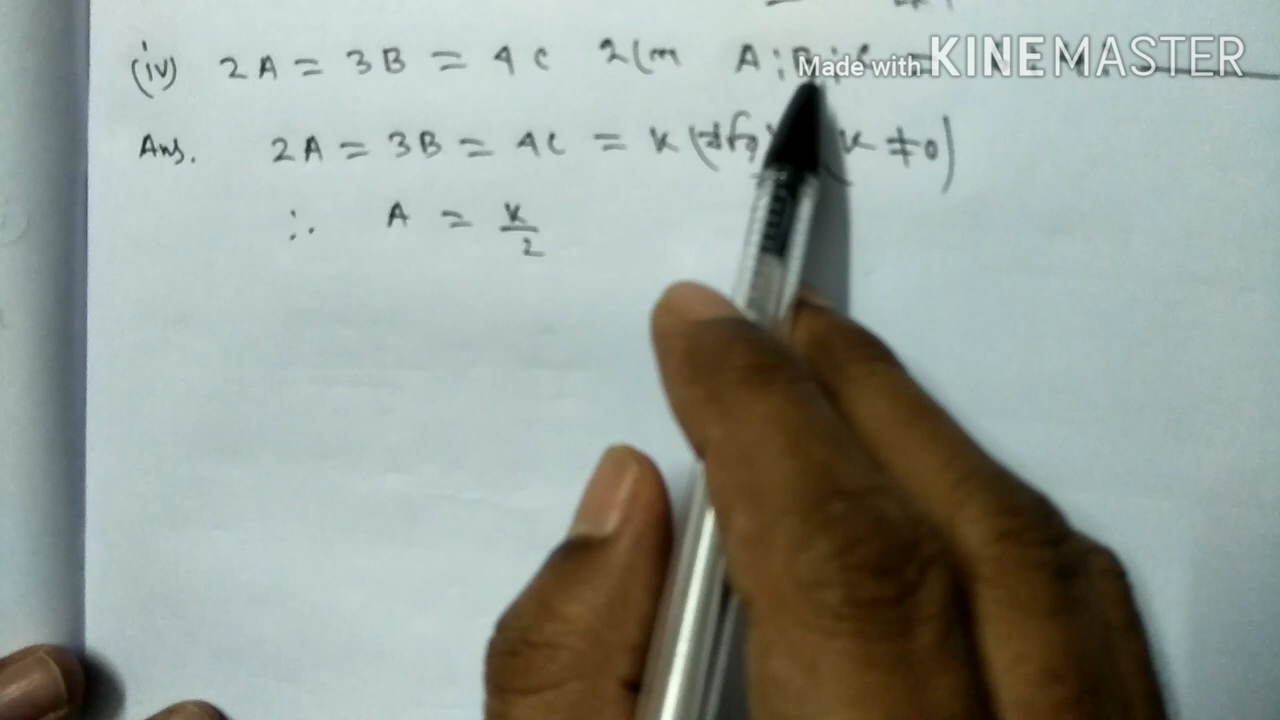 (iv) 2A = 3B = 4C হলে A : B : C =
Made with KINEMASTER
Ans. 2A = 3B = 4C = K (ধরি) (K ≠ 0)
∴ A = K/2